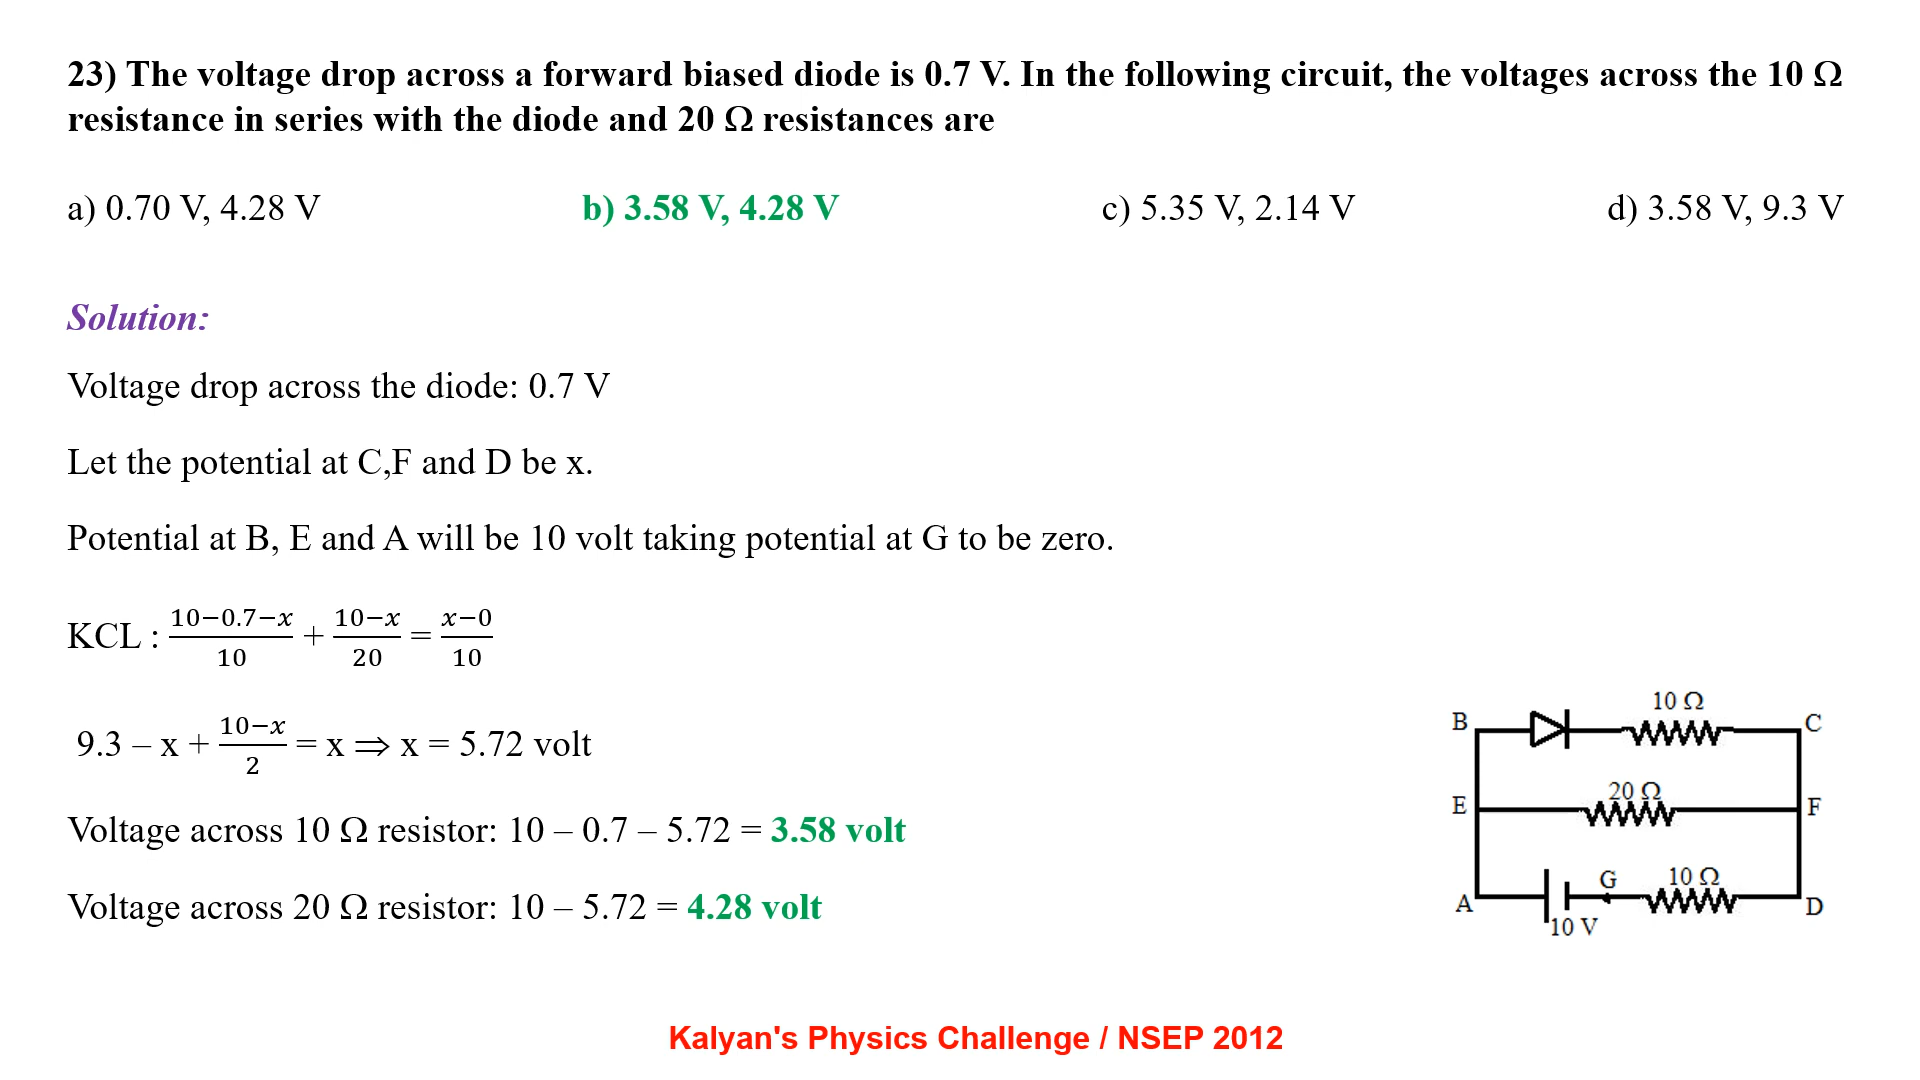 23) The voltage drop across a forward biased diode is 0.7 V. In the following circuit, the voltages across the 10 Ω
resistance in series with the diode and 20 Ω resistances are
a) 0.70 V, 4.28 V b) 3.58 V, 4.28 V c) 5.35 V, 2.14 V d) 3.58 V, 9.3 V
Solution:
Voltage drop across the diode: 0.7 V
Let the potential at C,F and D be x.
Potential at B, E and A will be 10 volt taking potential at G to be zero.
KCL : \frac{10−0.7−x}{10} + \frac{10−x}{20} = \frac{x−0}{10}
9.3 – x + \frac{10−x}{2} = x ⟹ x = 5.72 volt
Voltage across 10 Ω resistor: 10 – 0.7 – 5.72 = 3.58 volt
Voltage across 20 Ω resistor: 10 – 5.72 = 4.28 volt
10 Ω
B C
20 Ω
E F
G 10 Ω
A D
10 V
Kalyan's Physics Challenge / NSEP 2012